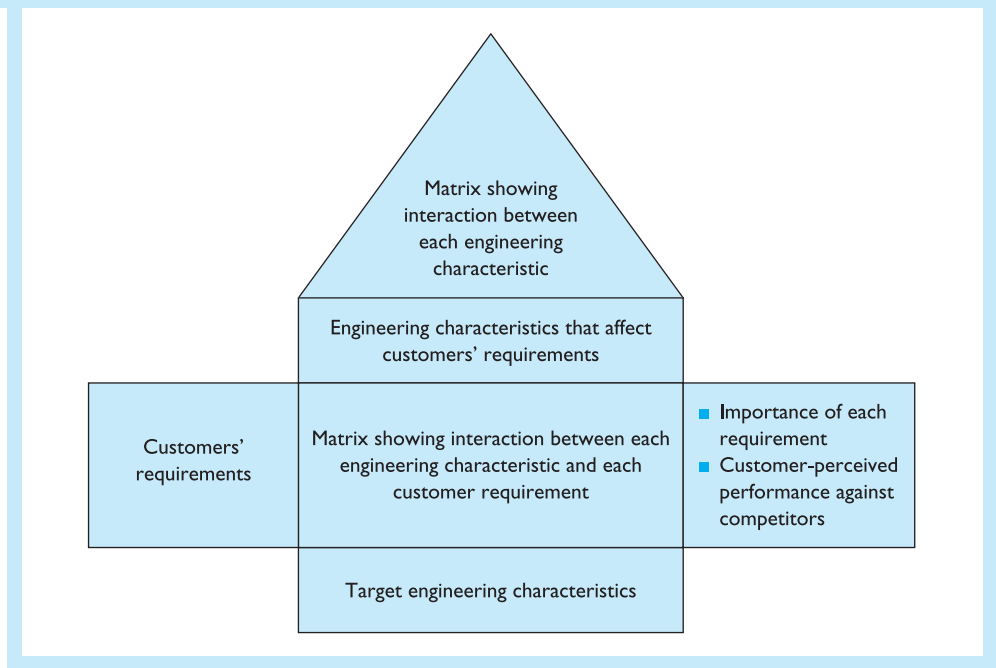 Matrix showing
interaction between
each engineering
characteristic
Engineering characteristics that affect
customers’ requirements
Customers’
requirements
Matrix showing interaction between each
engineering characteristic and each
customer requirement
Importance of each
requirement
Customer-perceived
performance against
competitors
Target engineering characteristics